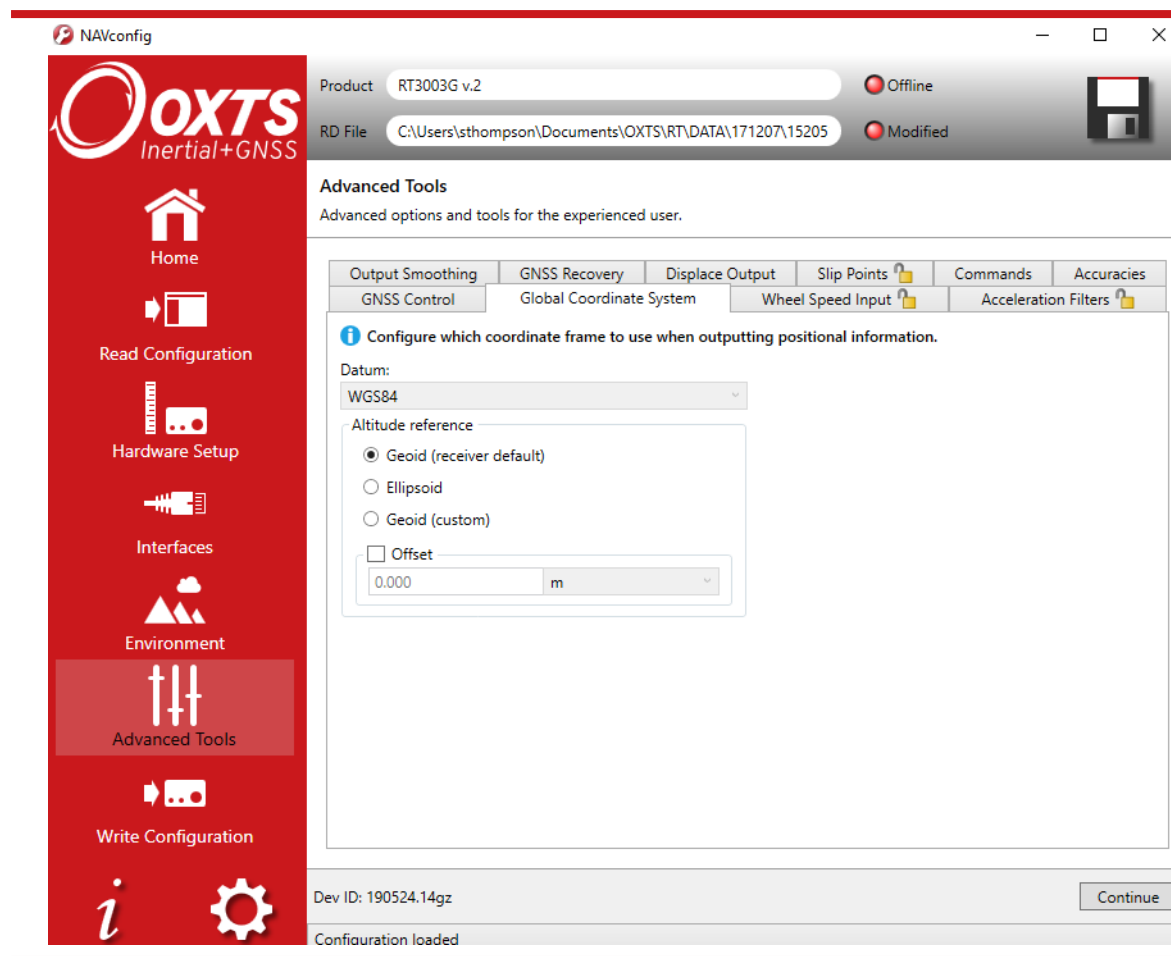 NAVconfig
OXTS
Inertial+GNSS
Product RT3003G v.2 Offline
RD File C:\Users\sthompson\Documents\OXTS\RT\DATA\171207\15205 Modified
Advanced Tools
Advanced options and tools for the experienced user.
Home
Read Configuration
Hardware Setup
Interfaces
Environment
Advanced Tools
Write Configuration
i
Output Smoothing GNSS Recovery Displace Output Slip Points Commands Accuracies
GNSS Control Global Coordinate System Wheel Speed Input Acceleration Filters
Configure which coordinate frame to use when outputting positional information.
Datum:
WGS84
Altitude reference
Geoid (receiver default)
Ellipsoid
Geoid (custom)
Offset
0.000 m
Dev ID: 190524.14gz Continue
Configuration loaded